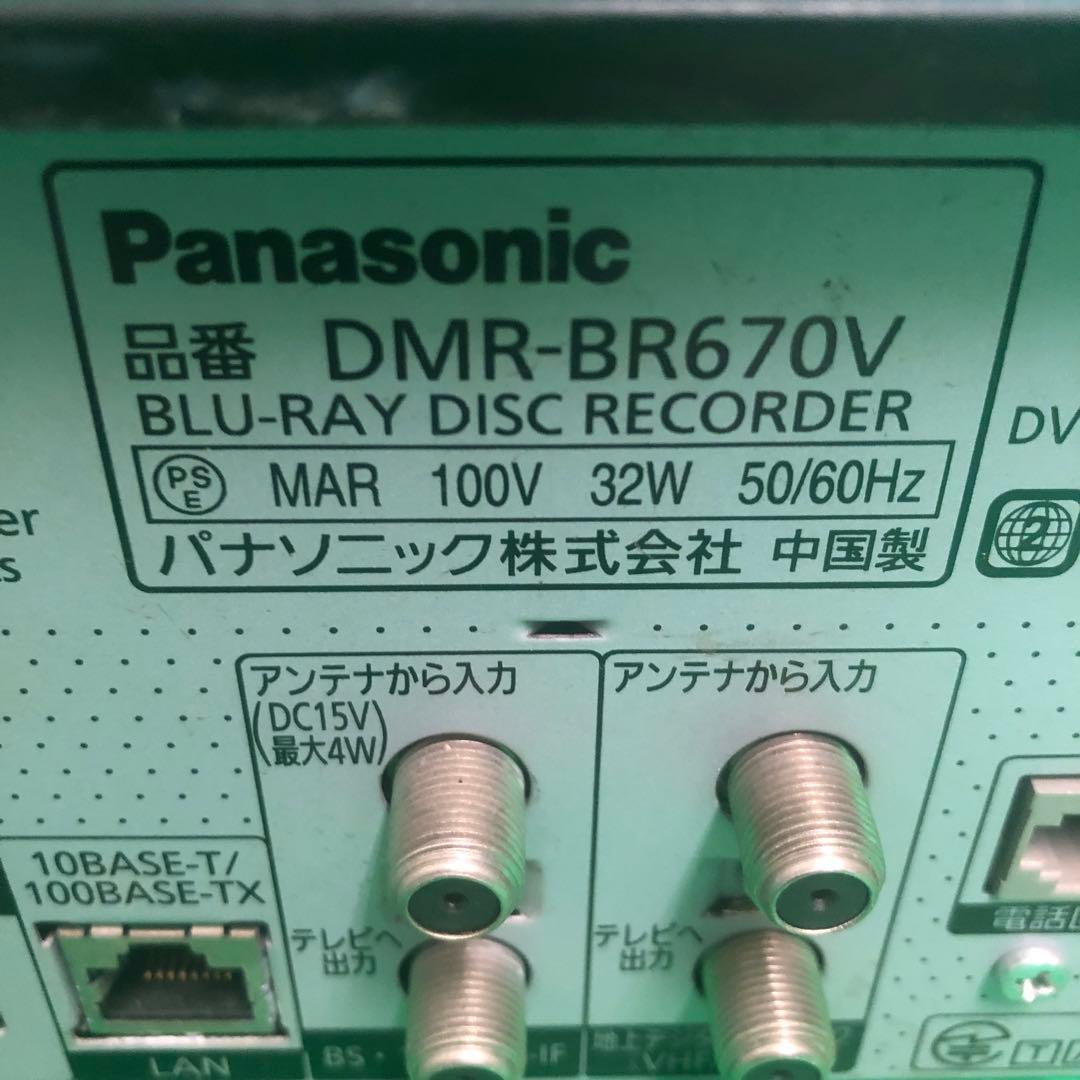 Panasonic
品番 DMR-BR670V
BLU-RAY DISC RECORDER
PSE MAR 100V 32W 50/60Hz
パナソニック株式会社 中国製
DV
2
er
s
アンテナから入力
(DC15V)
(最大4W)
アンテナから入力
10BASE-T/
100BASE-TX
テレビへ
出力
テレビへ
出力
電話
LAN
BS・
-IF
地上デ
VHF